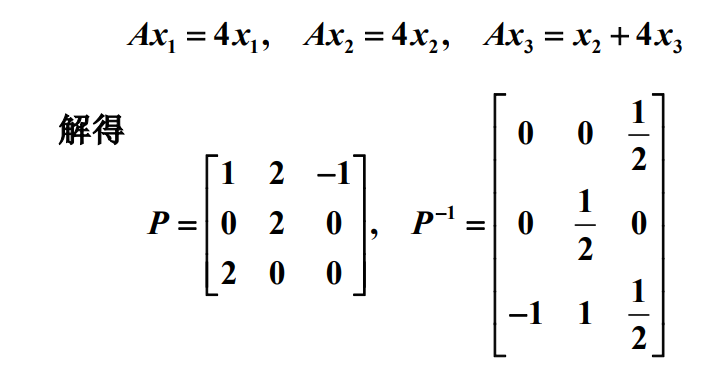 Ax₁ = 4x₁, Ax₂ = 4x₂, Ax₃ = x₂ + 4x₃
解得
P = [1 2 −1; 0 2 0; 2 0 0], P⁻¹ = [0 0 1/2; 0 1/2 0; −1 1 1/2]